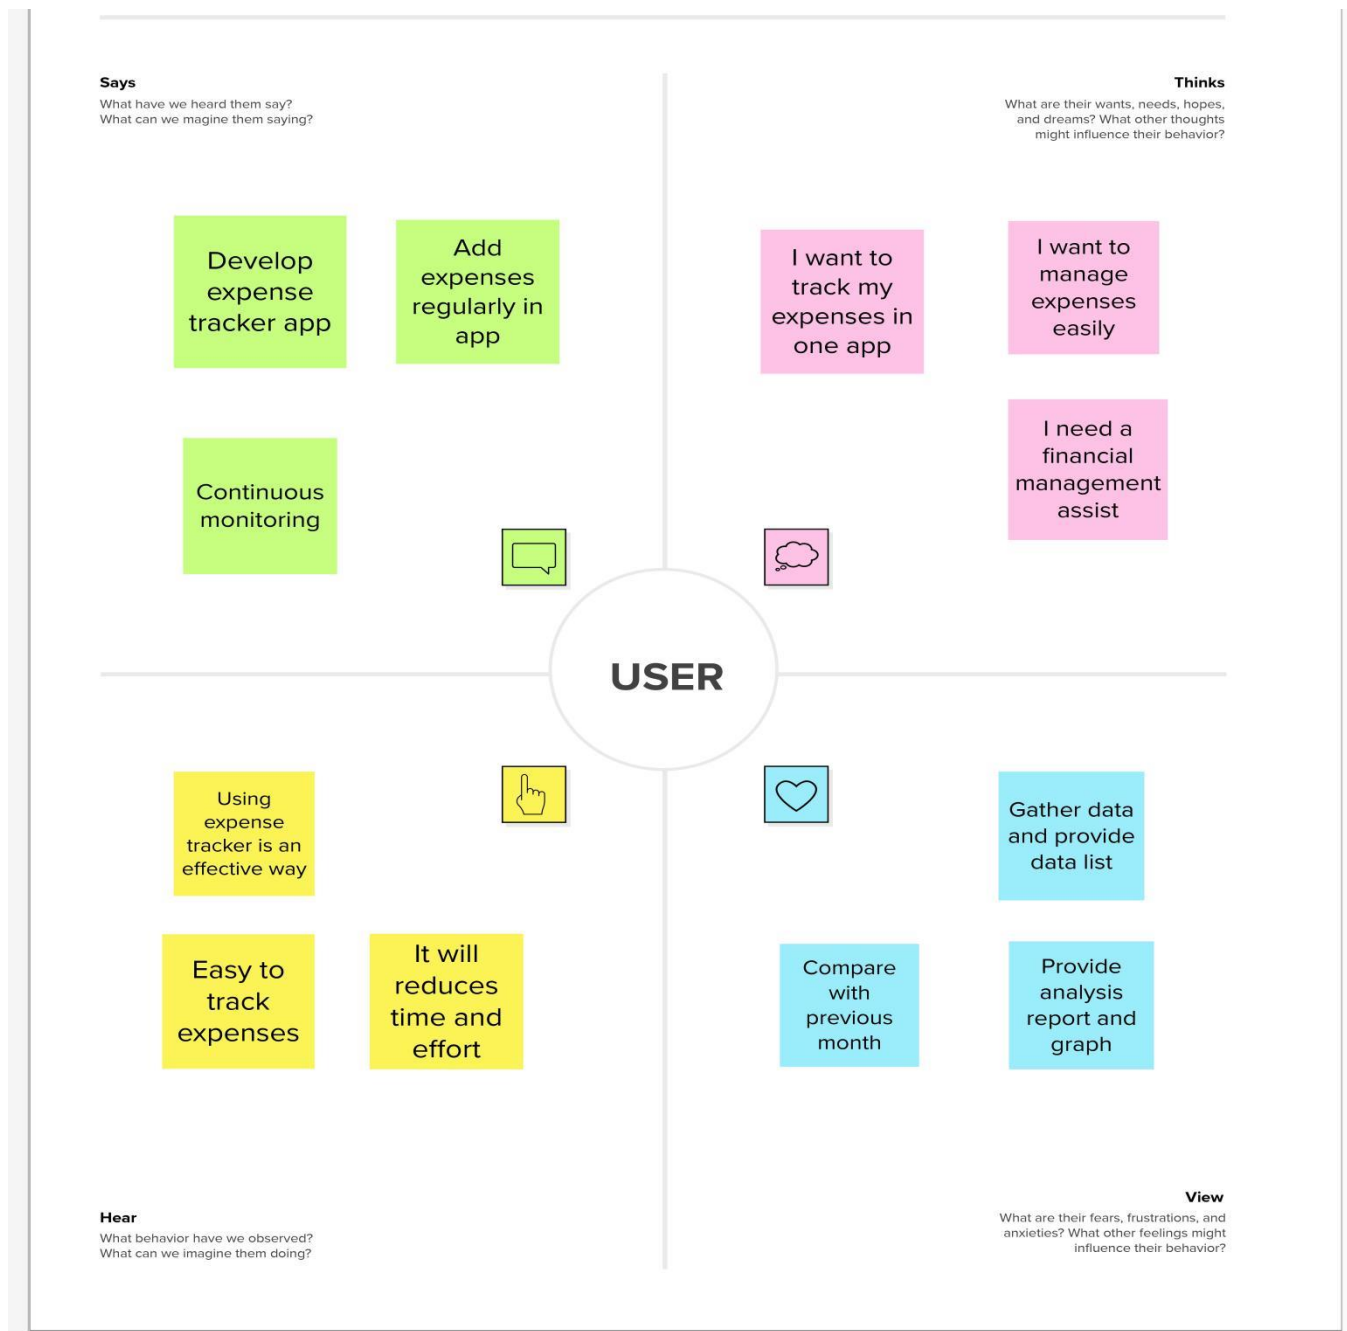 Says
What have we heard them say?
What can we magine them saying?
Thinks
What are their wants, needs, hopes,
and dreams? What other thoughts
might influence their behavior?
Develop
expense
tracker app
Add
expenses
regularly in
app
Continuous
monitoring
I want to
track my
expenses in
one app
I want to
manage
expenses
easily
I need a
financial
management
assist
USER
Using
expense
tracker is an
effective way
Easy to
track
expenses
It will
reduces
time and
effort
Gather data
and provide
data list
Compare
with
previous
month
Provide
analysis
report and
graph
Hear
What behavior have we observed?
What can we imagine them doing?
View
What are their fears, frustrations, and
anxieties? What other feelings might
influence their behavior?